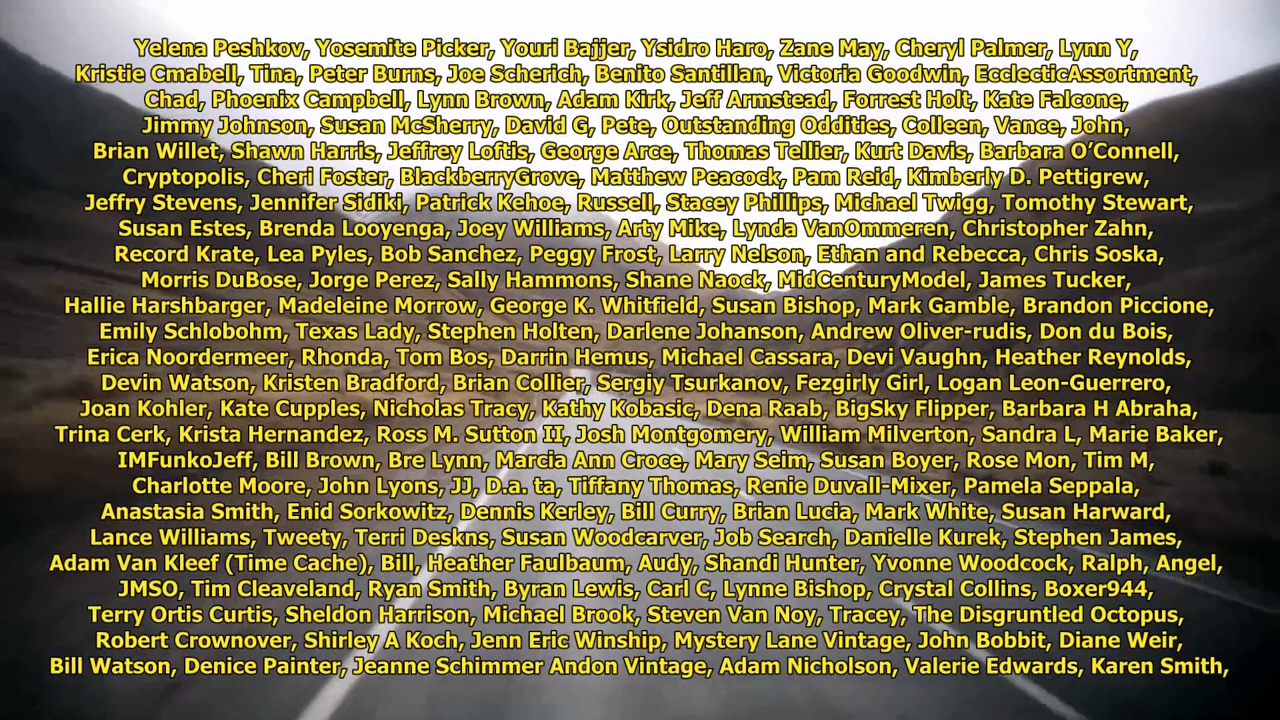 Yelena Peshkov, Yosemite Picker, Youri Bajjer, Ysidro Haro, Zane May, Cheryl Palmer, Lynn Y,
Kristie Cmabell, Tina, Peter Burns, Joe Scherich, Benito Santillan, Victoria Goodwin, EcclecticAssortment,
Chad, Phoenix Campbell, Lynn Brown, Adam Kirk, Jeff Armstead, Forrest Holt, Kate Falcone,
Jimmy Johnson, Susan McSherry, David G, Pete, Outstanding Oddities, Colleen, Vance, John,
Brian Willet, Shawn Harris, Jeffrey Loftis, George Arce, Thomas Tellier, Kurt Davis, Barbara O’Connell,
Cryptopolis, Cheri Foster, BlackberryGrove, Matthew Peacock, Pam Reid, Kimberly D. Pettigrew,
Jeffry Stevens, Jennifer Sidiki, Patrick Kehoe, Russell, Stacey Phillips, Michael Twigg, Tomothy Stewart,
Susan Estes, Brenda Looyenga, Joey Williams, Arty Mike, Lynda VanOmmeren, Christopher Zahn,
Record Krate, Lea Pyles, Bob Sanchez, Peggy Frost, Larry Nelson, Ethan and Rebecca, Chris Soska,
Morris DuBose, Jorge Perez, Sally Hammons, Shane Naock, MidCenturyModel, James Tucker,
Hallie Harshbarger, Madeleine Morrow, George K. Whitfield, Susan Bishop, Mark Gamble, Brandon Piccione,
Emily Schlobohm, Texas Lady, Stephen Holten, Darlene Johanson, Andrew Oliver-rudis, Don du Bois,
Erica Noordermeer, Rhonda, Tom Bos, Darrin Hemus, Michael Cassara, Devi Vaughn, Heather Reynolds,
Devin Watson, Kristen Bradford, Brian Collier, Sergiy Tsurkanov, Fezgirly Girl, Logan Leon-Guerrero,
Joan Kohler, Kate Cupples, Nicholas Tracy, Kathy Kobasic, Dena Raab, BigSky Flipper, Barbara H Abraha,
Trina Cerk, Krista Hernandez, Ross M. Sutton II, Josh Montgomery, William Milverton, Sandra L, Marie Baker,
IMFunkoJeff, Bill Brown, Bre Lynn, Marcia Ann Croce, Mary Seim, Susan Boyer, Rose Mon, Tim M,
Charlotte Moore, John Lyons, JJ, D.a. ta, Tiffany Thomas, Renie Duvall-Mixer, Pamela Seppala,
Anastasia Smith, Enid Sorkowitz, Dennis Kerley, Bill Curry, Brian Lucia, Mark White, Susan Harward,
Lance Williams, Tweety, Terri Deskns, Susan Woodcarver, Job Search, Danielle Kurek, Stephen James,
Adam Van Kleef (Time Cache), Bill, Heather Faulbaum, Audy, Shandi Hunter, Yvonne Woodcock, Ralph, Angel,
JMSO, Tim Cleaveland, Ryan Smith, Byran Lewis, Carl C, Lynne Bishop, Crystal Collins, Boxer944,
Terry Ortis Curtis, Sheldon Harrison, Michael Brook, Steven Van Noy, Tracey, The Disgruntled Octopus,
Robert Crownover, Shirley A Koch, Jenn Eric Winship, Mystery Lane Vintage, John Bobbit, Diane Weir,
Bill Watson, Denice Painter, Jeanne Schimmer Andon Vintage, Adam Nicholson, Valerie Edwards, Karen Smith,